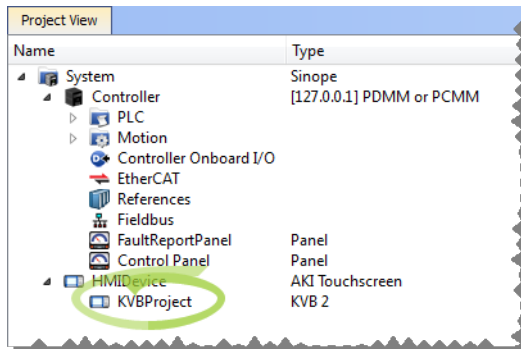 Project View
Name Type
System Sinope
Controller [127.0.0.1] PDMM or PCMM
PLC
Motion
Controller Onboard I/O
EtherCAT
References
Fieldbus
FaultReportPanel Panel
Control Panel Panel
HMIDevice AKI Touchscreen
KVBProject KVB 2